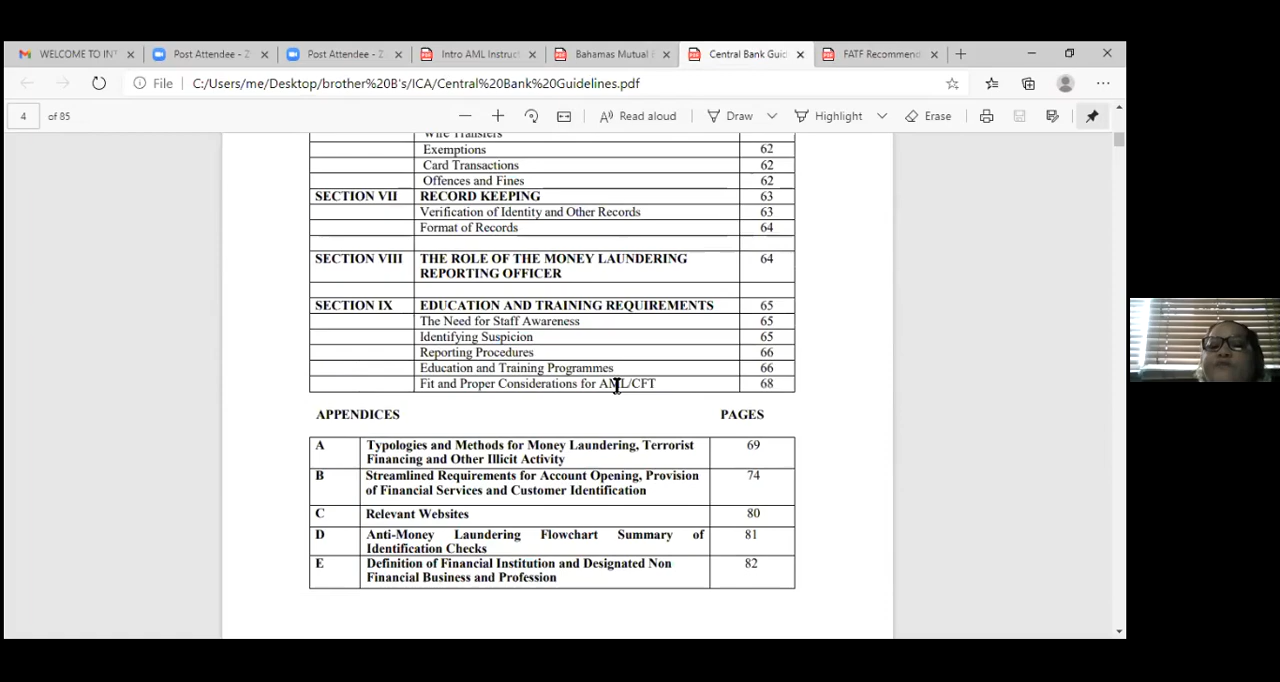 WELCOME TO INT
Post Attendee - Z
Post Attendee - Z
Intro AML Instruct
Bahamas Mutual E
Central Bank Guid
FATF Recommend
File C:/Users/me/Desktop/brother%20B's/ICA/Central%20Bank%20Guidelines.pdf
4 of 85 Read aloud Draw Highlight Erase
Wire Transfers
Exemptions 62
Card Transactions 62
Offences and Fines 62
SECTION VII RECORD KEEPING 63
Verification of Identity and Other Records 63
Format of Records 64
SECTION VIII THE ROLE OF THE MONEY LAUNDERING 64
REPORTING OFFICER
SECTION IX EDUCATION AND TRAINING REQUIREMENTS 65
The Need for Staff Awareness 65
Identifying Suspicion 65
Reporting Procedures 66
Education and Training Programmes 66
Fit and Proper Considerations for AML/CFT 68
APPENDICES PAGES
A Typologies and Methods for Money Laundering, Terrorist 69
Financing and Other Illicit Activity
B Streamlined Requirements for Account Opening, Provision 74
of Financial Services and Customer Identification
C Relevant Websites 80
D Anti-Money Laundering Flowchart Summary of 81
Identification Checks
E Definition of Financial Institution and Designated Non 82
Financial Business and Profession